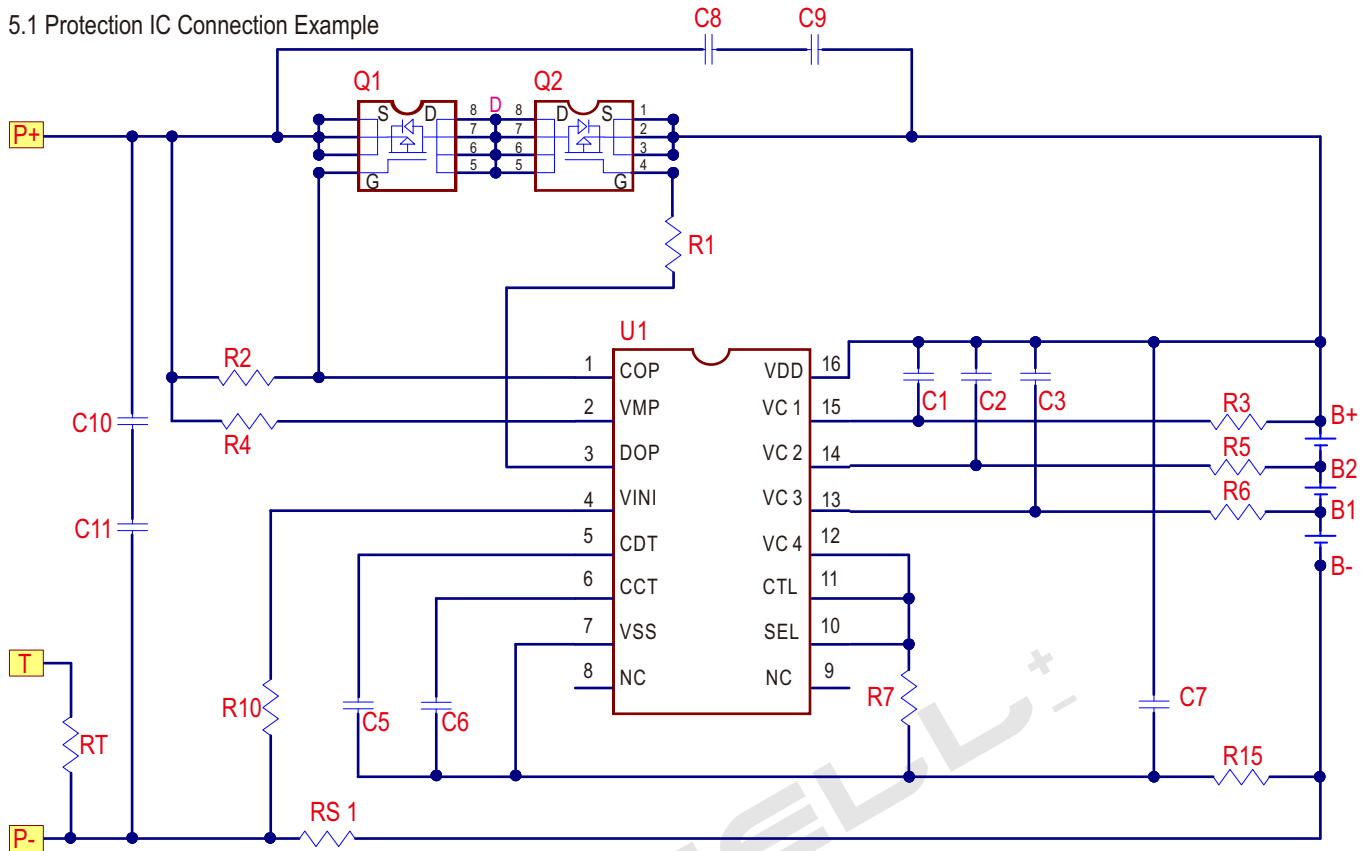 5.1 Protection IC Connection Example
C8 C9
Q1 Q2
P+
S D 8 D 8 D S 1
7 7 2
6 6 3
G 5 5 G 4
R1
U1
R2 1 COP VDD 16
R4 2 VMP VC 1 15 C1 C2 C3 R3 B+
C10 3 DOP VC 2 14 R5 B2
4 VINI VC 3 13 R6 B1
C11 5 CDT VC 4 12 B-
6 CCT CTL 11
7 VSS SEL 10
T 8 NC NC 9
RT R10 C5 C6 R7 C7
R15
RS 1
P-
ELL+-